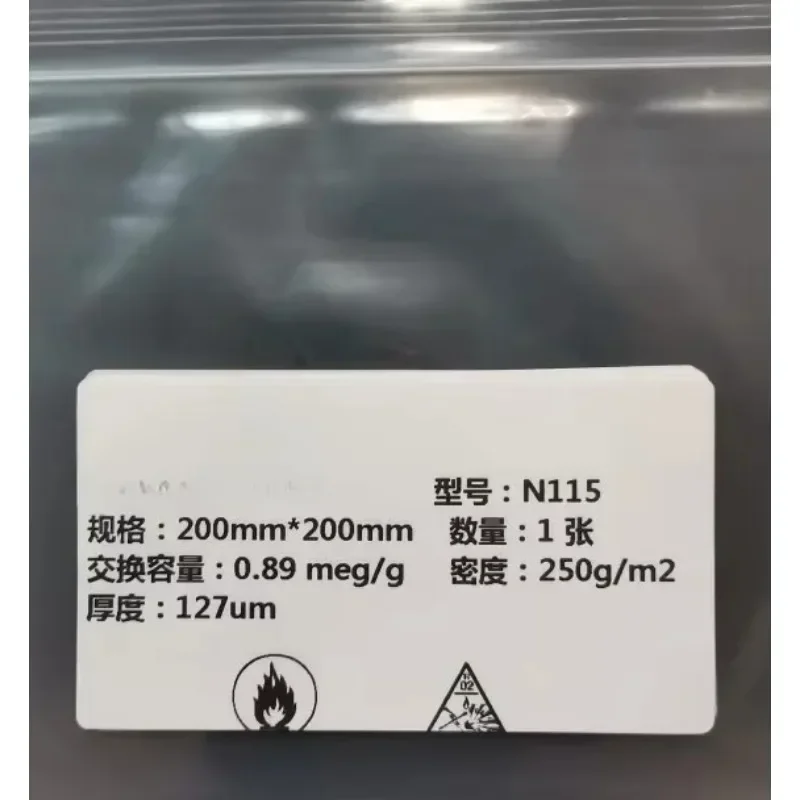 型号：N115
规格：200mm*200mm 数量：1 张
交换容量：0.89 meg/g 密度：250g/m2
厚度：127um
02